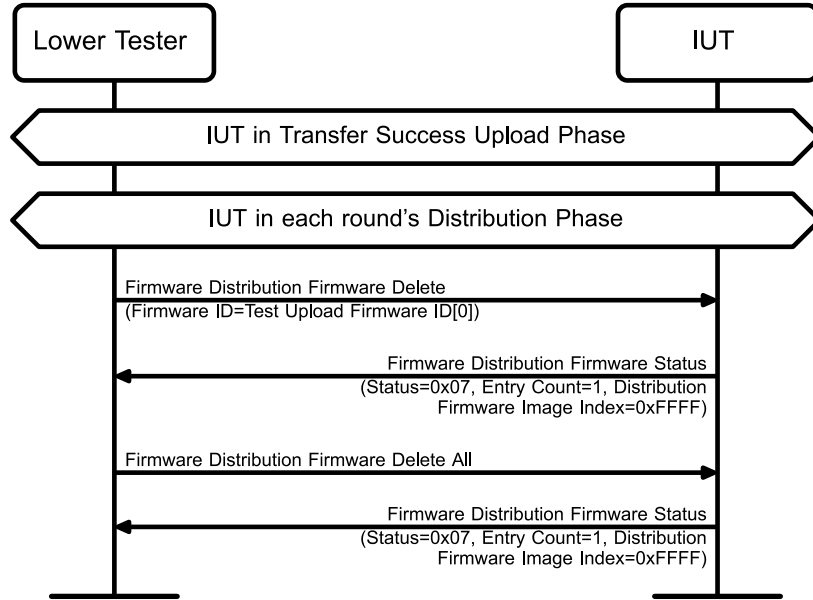 Lower Tester
IUT
IUT in Transfer Success Upload Phase
IUT in each round's Distribution Phase
Firmware Distribution Firmware Delete
(Firmware ID=Test Upload Firmware ID[0])
Firmware Distribution Firmware Status
(Status=0x07, Entry Count=1, Distribution
Firmware Image Index=0xFFFF)
Firmware Distribution Firmware Delete All
Firmware Distribution Firmware Status
(Status=0x07, Entry Count=1, Distribution
Firmware Image Index=0xFFFF)